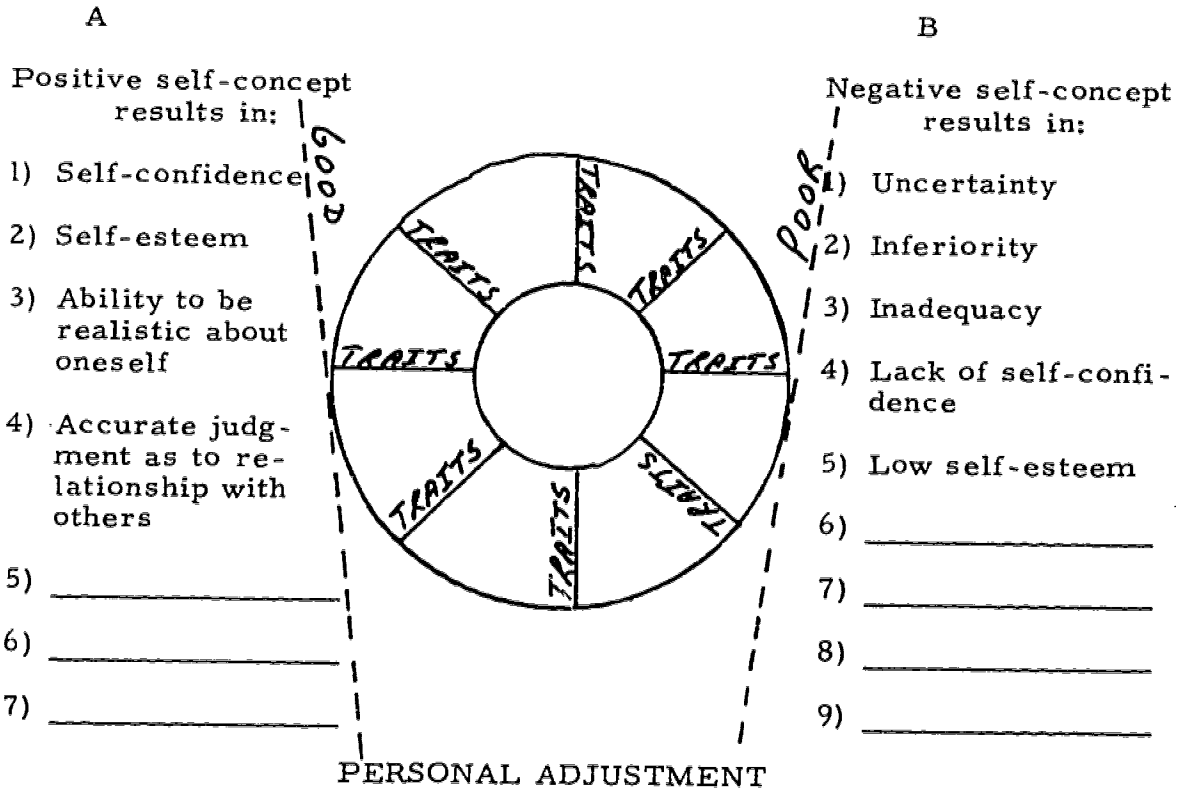 A
Positive self-concept
results in:
1) Self-confidence
2) Self-esteem
3) Ability to be
realistic about
oneself
4) Accurate judg-
ment as to re-
lationship with
others
5)
6)
7)
GOOD
TRAITS
TRAITS
TRAITS
TRAITS
TRAITS
TRAITS
TRAITS
TRAITS
POOR
B
Negative self-concept
results in:
1) Uncertainty
2) Inferiority
3) Inadequacy
4) Lack of self-confi-
dence
5) Low self-esteem
6)
7)
8)
9)
PERSONAL ADJUSTMENT